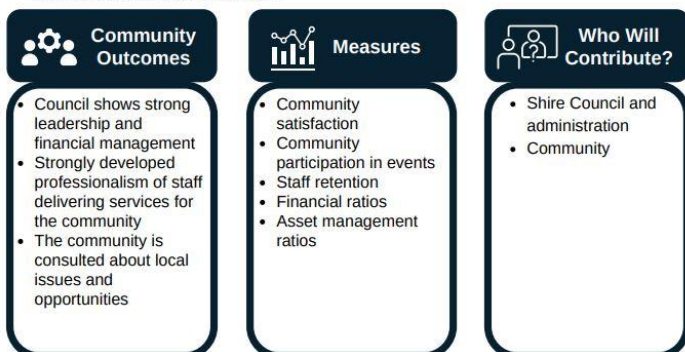 Community
Outcomes
• Council shows strong
leadership and
financial management
• Strongly developed
professionalism of staff
delivering services for
the community
• The community is
consulted about local
issues and
opportunities
Measures
• Community
satisfaction
• Community
participation in events
• Staff retention
• Financial ratios
• Asset management
ratios
Who Will
Contribute?
• Shire Council and
administration
• Community